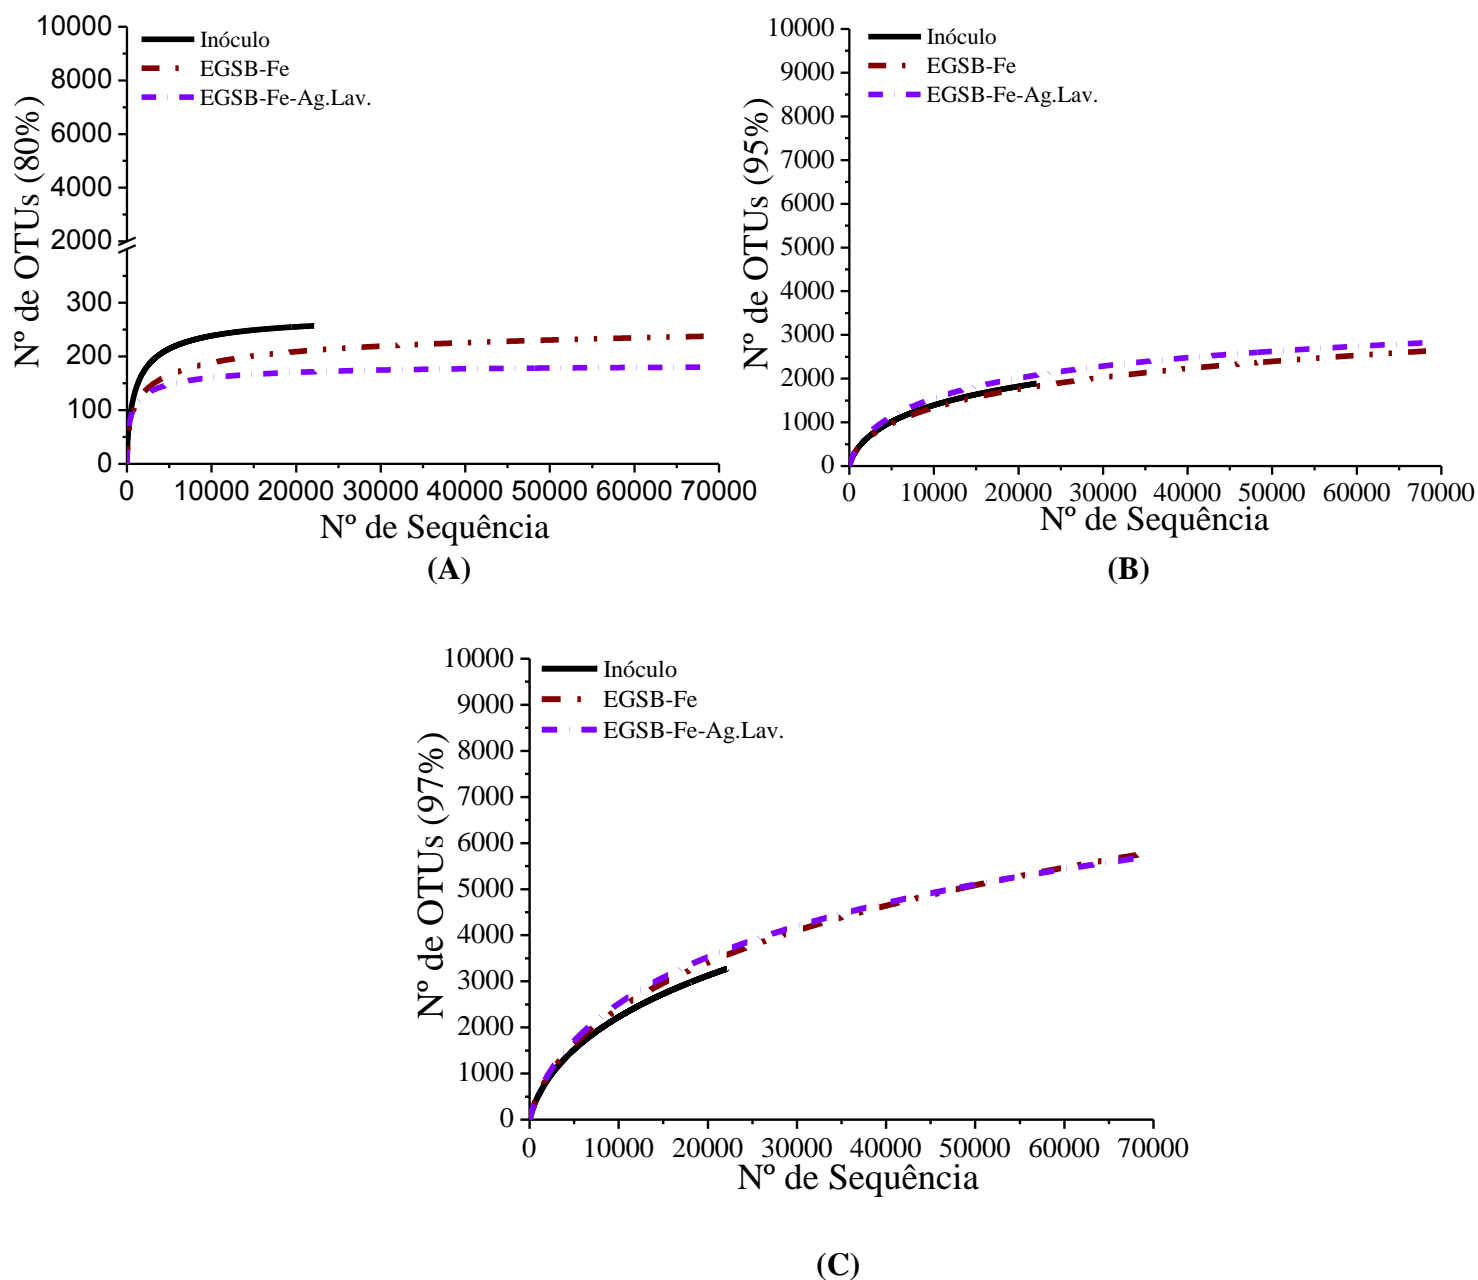 Nº de OTUs (80%)
10000
8000
6000
4000
2000
300
200
100
0
Inóculo
EGSB-Fe
EGSB-Fe-Ag.Lav.
0 10000 20000 30000 40000 50000 60000 70000
Nº de Sequência
(A)
Nº de OTUs (95%)
10000
9000
8000
7000
6000
5000
4000
3000
2000
1000
0
Inóculo
EGSB-Fe
EGSB-Fe-Ag.Lav.
0 10000 20000 30000 40000 50000 60000 70000
Nº de Sequência
(B)
Nº de OTUs (97%)
10000
9000
8000
7000
6000
5000
4000
3000
2000
1000
0
Inóculo
EGSB-Fe
EGSB-Fe-Ag.Lav.
0 10000 20000 30000 40000 50000 60000 70000
Nº de Sequência
(C)